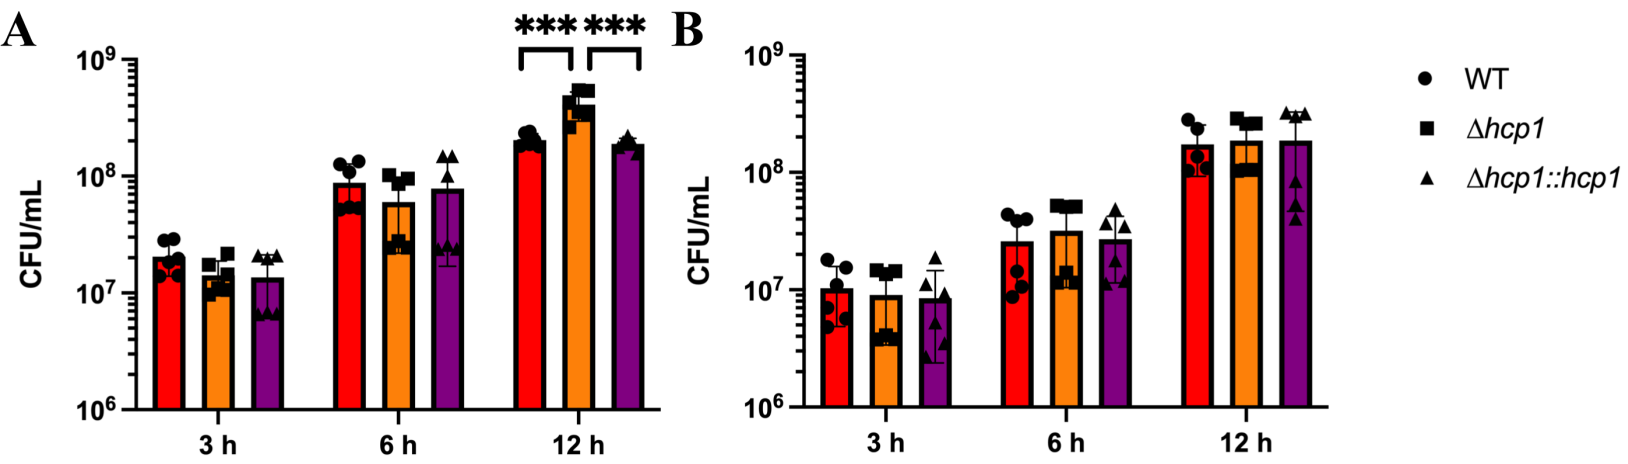 A
*** ***
10⁹
10⁸
10⁷
10⁶
CFU/mL
3 h
6 h
12 h
B
10⁹
10⁸
10⁷
10⁶
CFU/mL
3 h
6 h
12 h
WT
Δhcp1
Δhcp1::hcp1